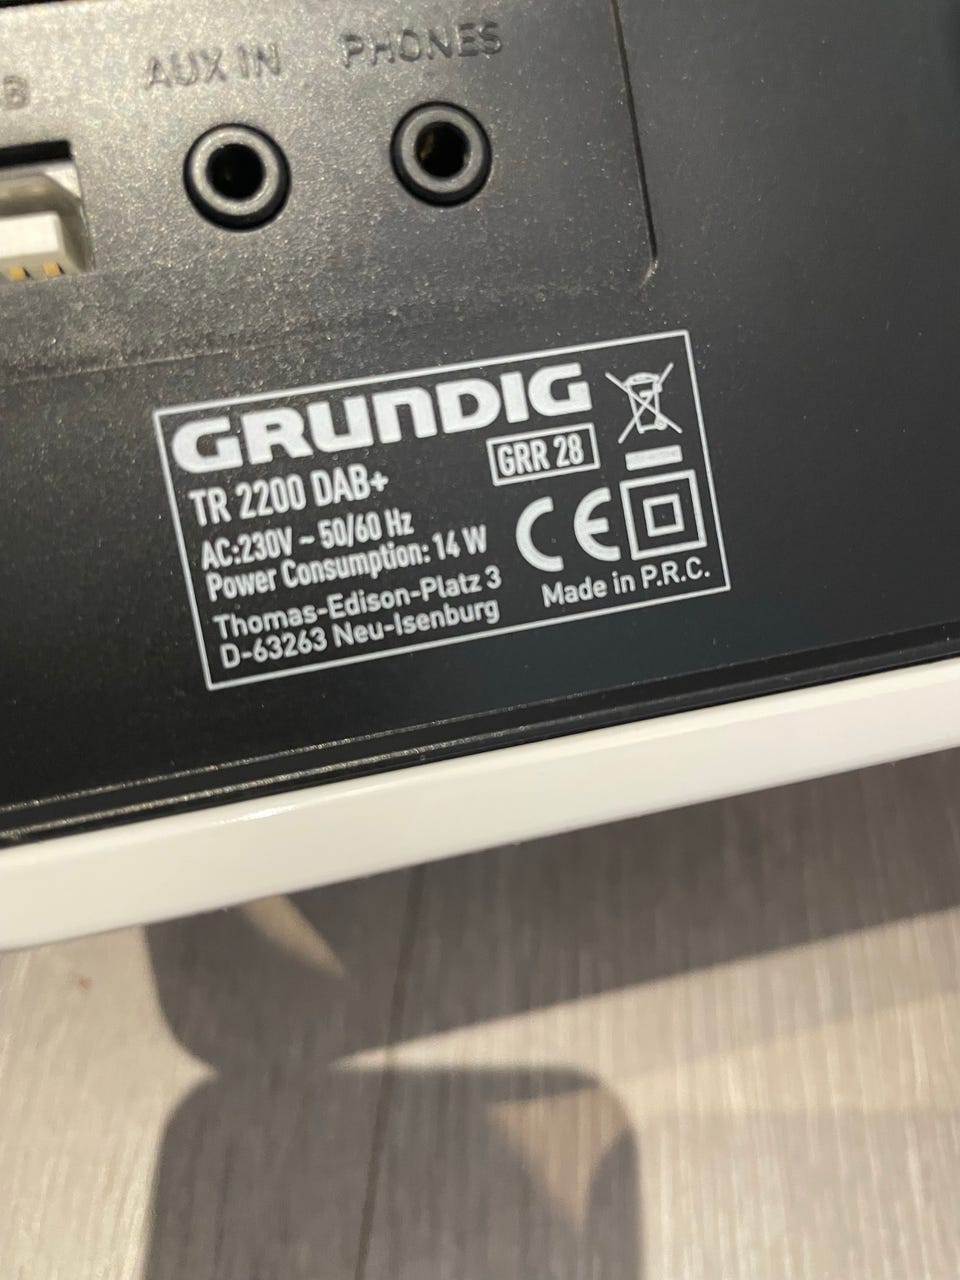 AUX IN
PHONES
GRUNDIG
GRR 28
TR 2200 DAB+
AC:230V ~ 50/60 Hz
Power Consumption: 14 W
CE
Thomas-Edison-Platz 3
D-63263 Neu-Isenburg
Made in P.R.C.